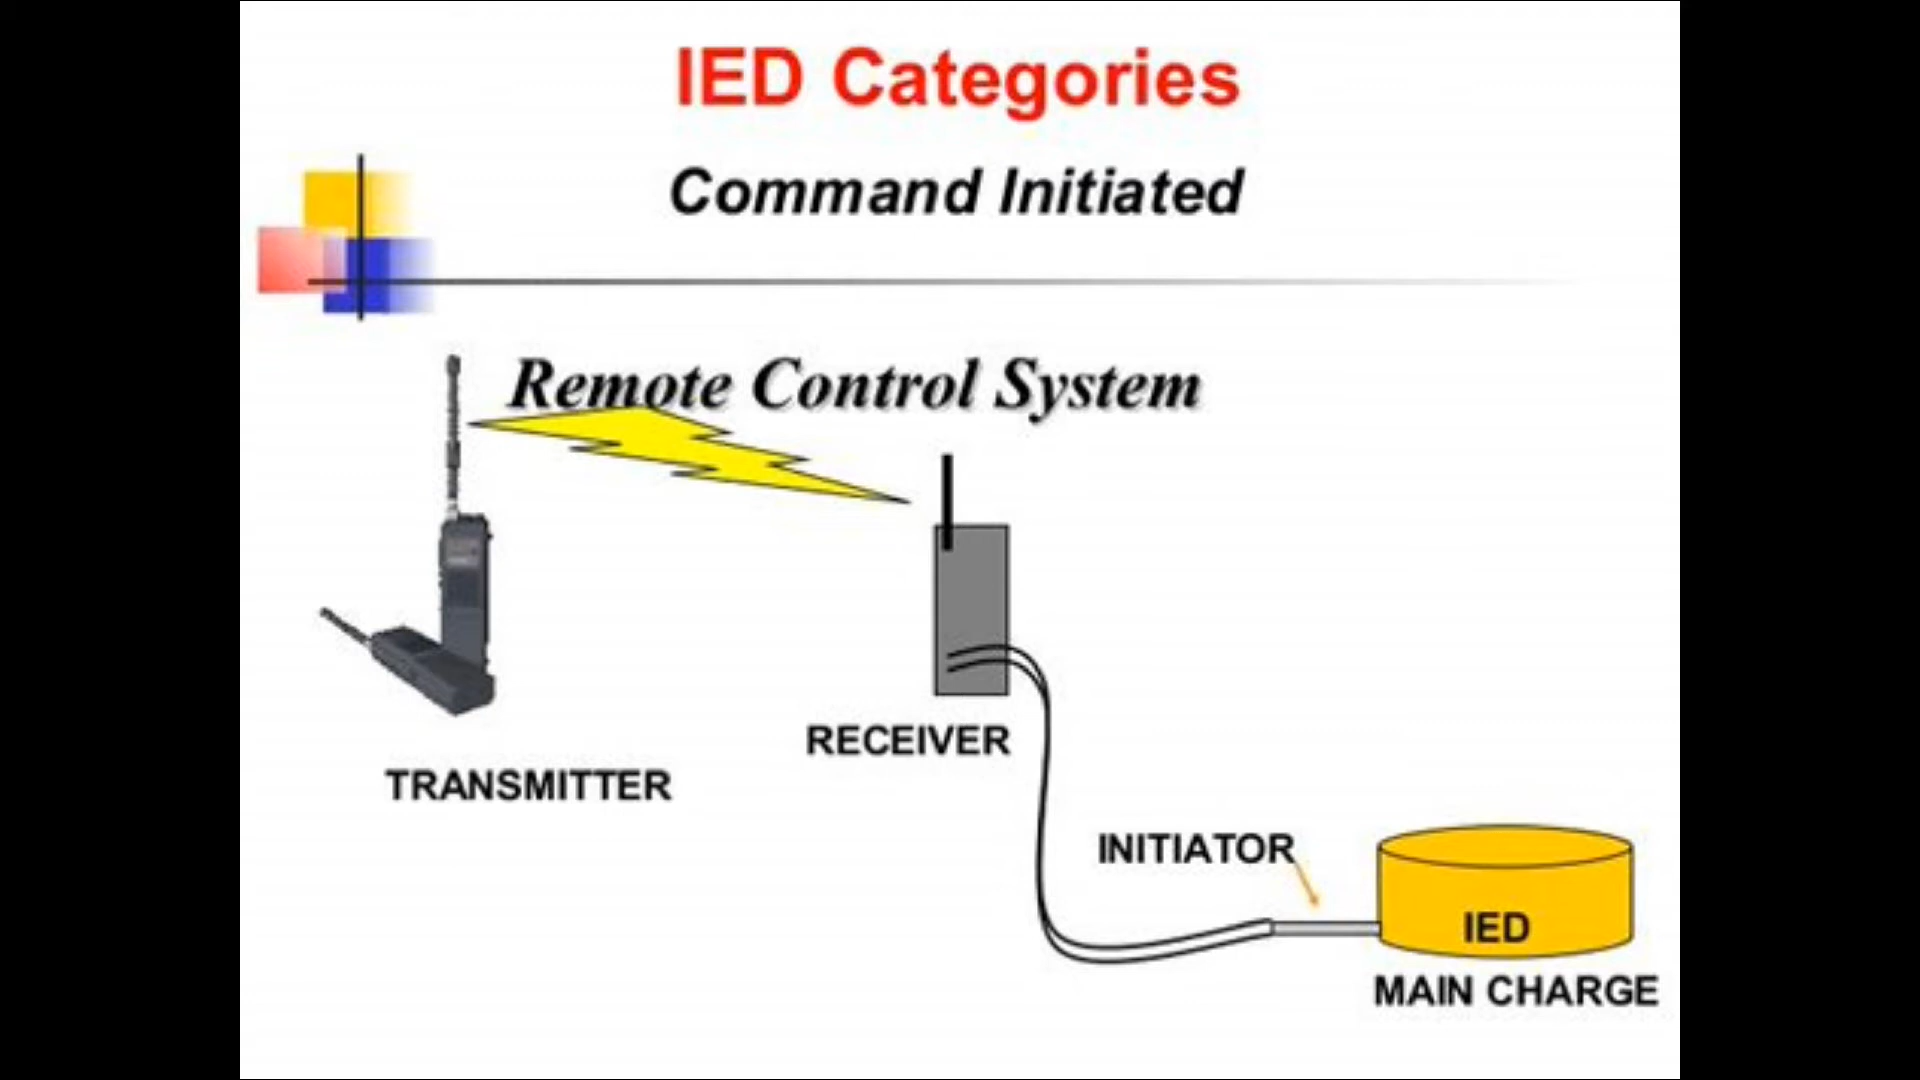 IED Categories
Command Initiated
Remote Control System
RECEIVER
TRANSMITTER
INITIATOR
IED
MAIN CHARGE